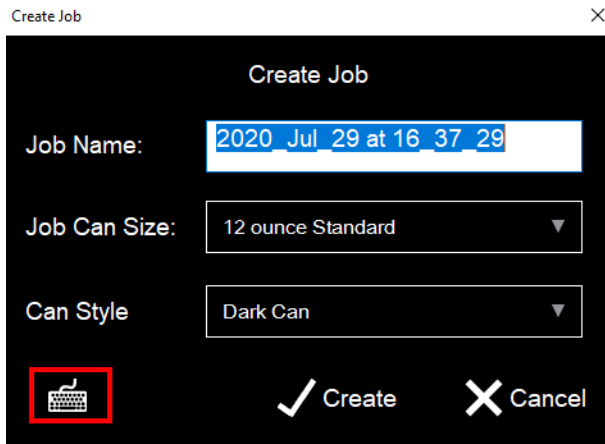 Create Job
Create Job
Job Name: 2020_Jul_29 at 16_37_29
Job Can Size: 12 ounce Standard
Can Style Dark Can
Create Cancel